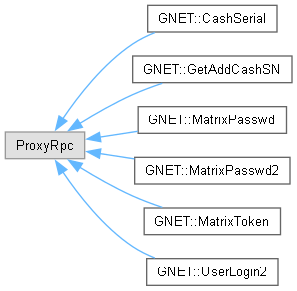 GNET::CashSerial
GNET::GetAddCashSN
GNET::MatrixPasswd
ProxyRpc
GNET::MatrixPasswd2
GNET::MatrixToken
GNET::UserLogin2